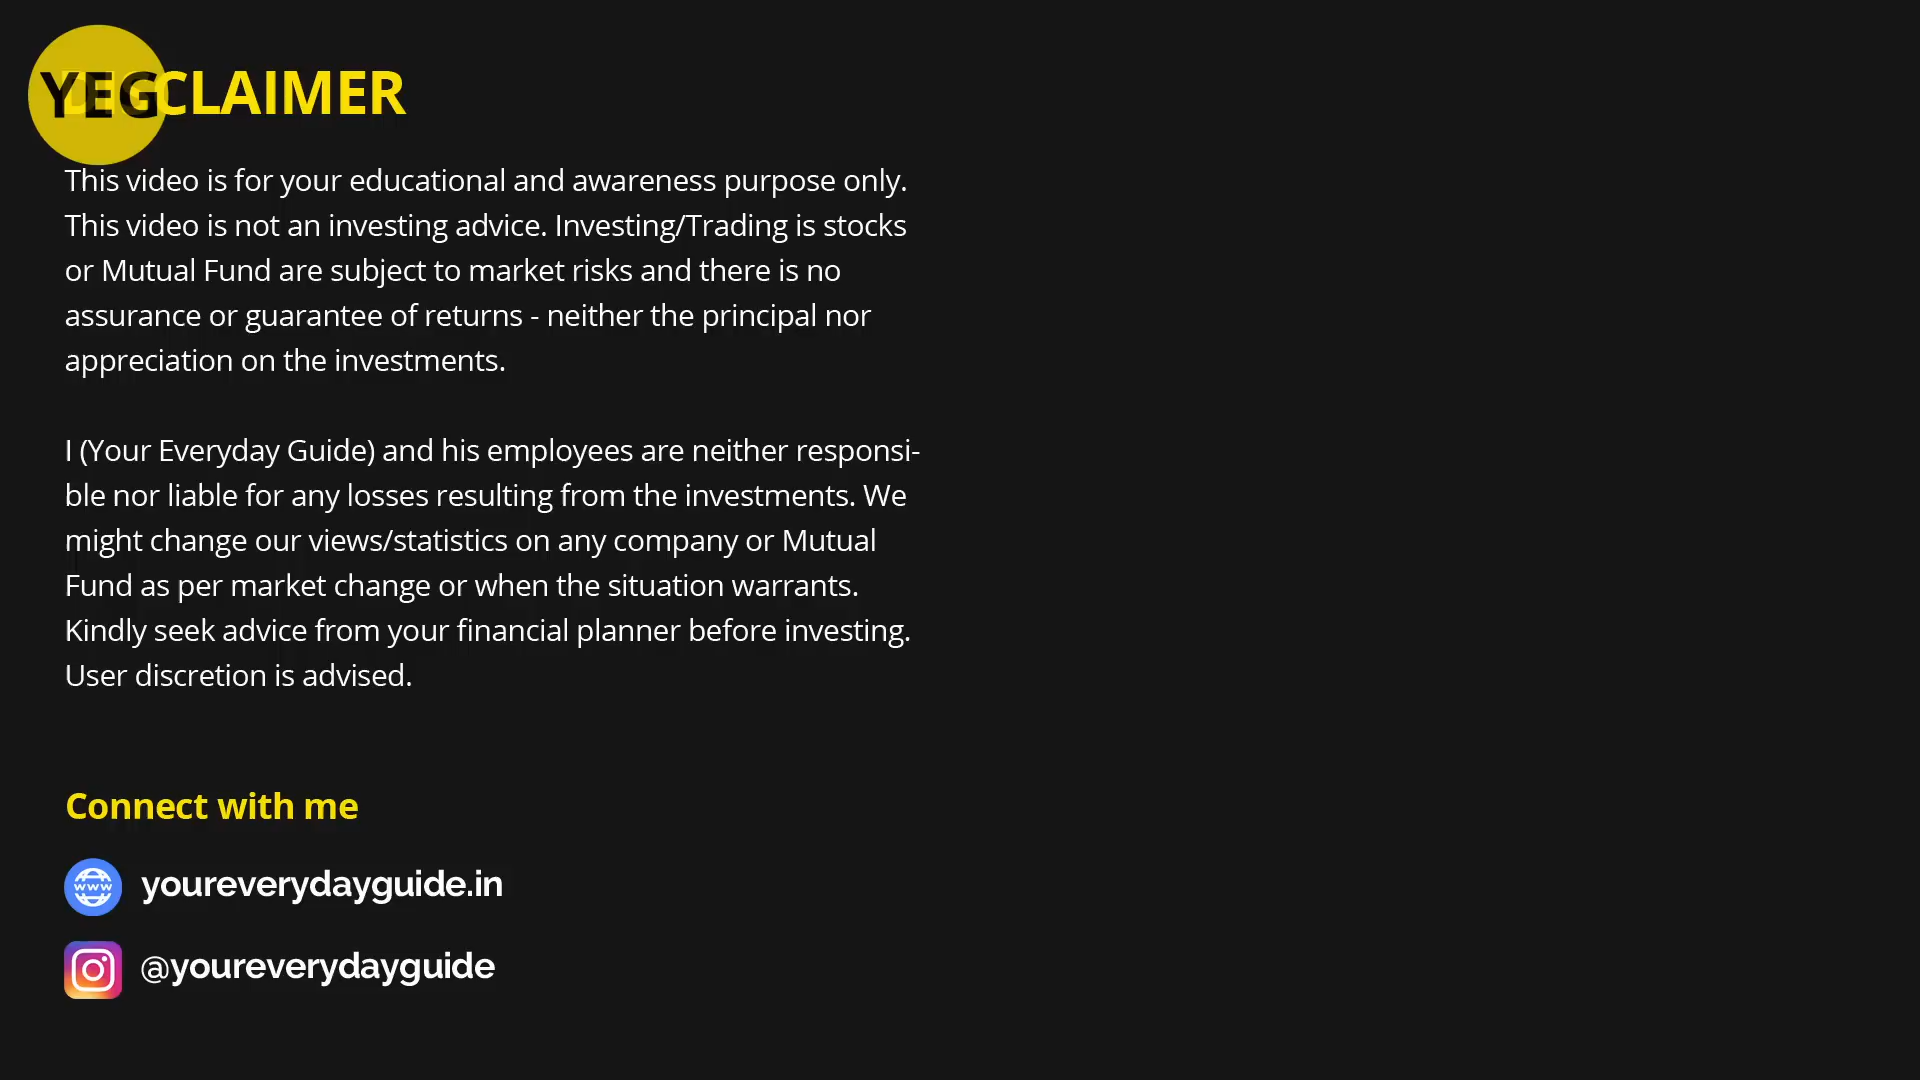 YEG
DISCLAIMER
This video is for your educational and awareness purpose only.
This video is not an investing advice. Investing/Trading is stocks
or Mutual Fund are subject to market risks and there is no
assurance or guarantee of returns - neither the principal nor
appreciation on the investments.
I (Your Everyday Guide) and his employees are neither responsi-
ble nor liable for any losses resulting from the investments. We
might change our views/statistics on any company or Mutual
Fund as per market change or when the situation warrants.
Kindly seek advice from your financial planner before investing.
User discretion is advised.
Connect with me
www
youreverydayguide.in
@youreverydayguide